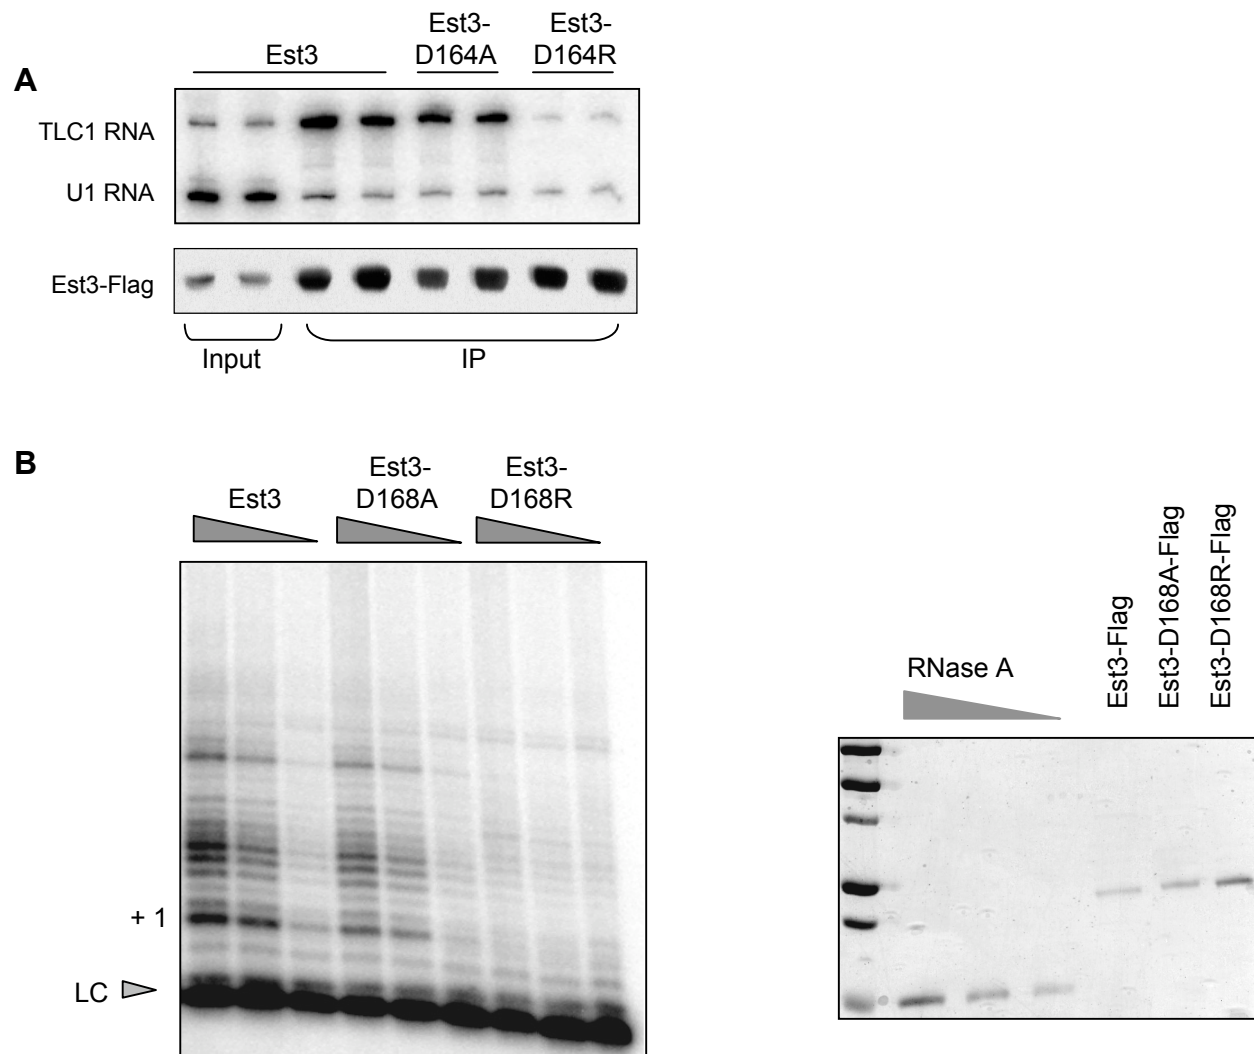 A
Est3
Est3-
D164A
Est3-
D164R
TLC1 RNA
U1 RNA
Est3-Flag
Input
IP
B
Est3
Est3-
D168A
Est3-
D168R
+ 1
LC
RNase A
Est3-Flag
Est3-D168A-Flag
Est3-D168R-Flag